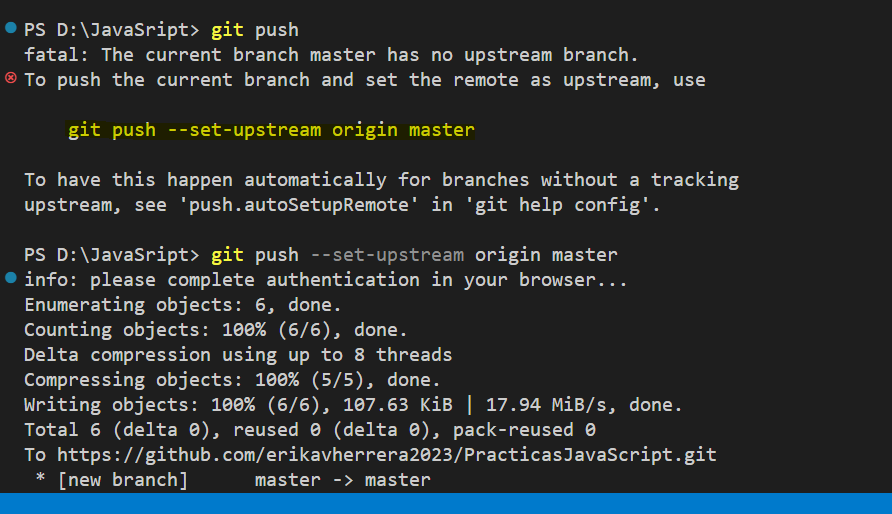 PS D:\JavaSript> git push
fatal: The current branch master has no upstream branch.
To push the current branch and set the remote as upstream, use
git push --set-upstream origin master
To have this happen automatically for branches without a tracking
upstream, see 'push.autoSetupRemote' in 'git help config'.
PS D:\JavaSript> git push --set-upstream origin master
info: please complete authentication in your browser...
Enumerating objects: 6, done.
Counting objects: 100% (6/6), done.
Delta compression using up to 8 threads
Compressing objects: 100% (5/5), done.
Writing objects: 100% (6/6), 107.63 KiB | 17.94 MiB/s, done.
Total 6 (delta 0), reused 0 (delta 0), pack-reused 0
To https://github.com/erikavherrera2023/PracticasJavaScript.git
* [new branch]      master -> master